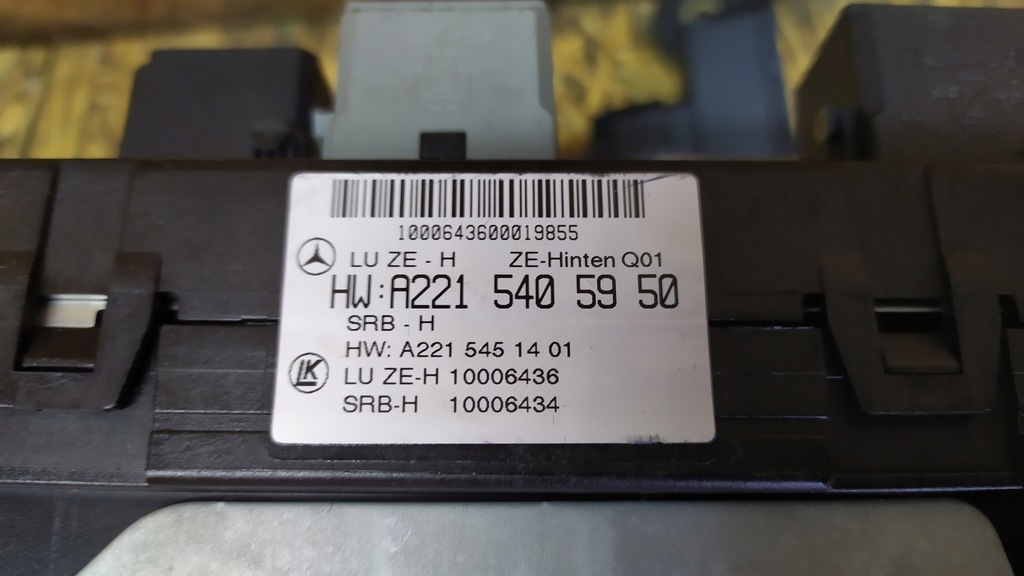 1000643600019855
LU ZE - H ZE-Hinten Q01
HW:A221 540 59 50
SRB - H
HW: A221 545 14 01
LK
LU ZE-H 10006436
SRB-H 10006434